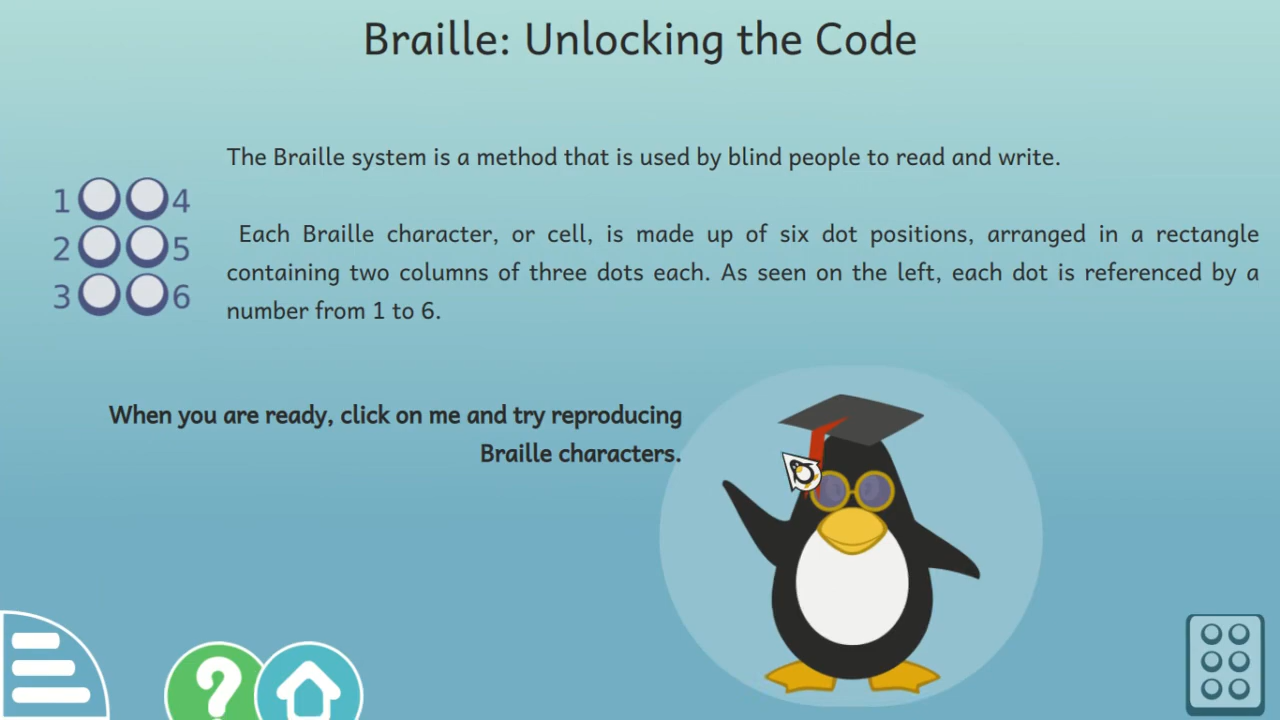 Braille: Unlocking the Code
The Braille system is a method that is used by blind people to read and write.
1 4
2 5
3 6
Each Braille character, or cell, is made up of six dot positions, arranged in a rectangle
containing two columns of three dots each. As seen on the left, each dot is referenced by a
number from 1 to 6.
When you are ready, click on me and try reproducing
Braille characters.
?